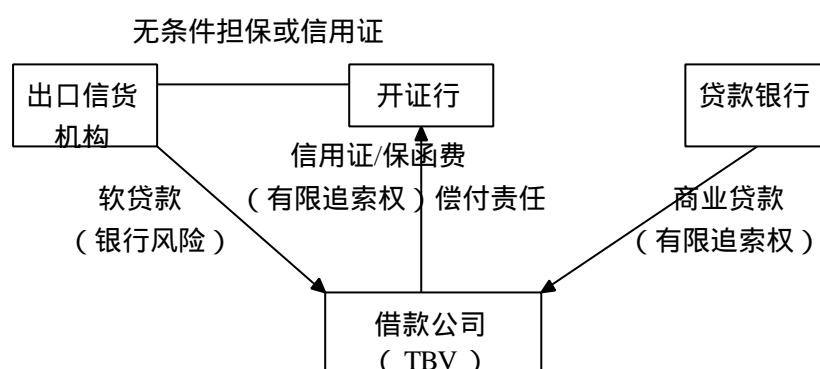 无条件担保或信用证
出口信货
机构
开证行
贷款银行
信用证/保函费
（有限追索权）偿付责任
软贷款
（银行风险）
商业贷款
（有限追索权）
借款公司
（ TBV ）